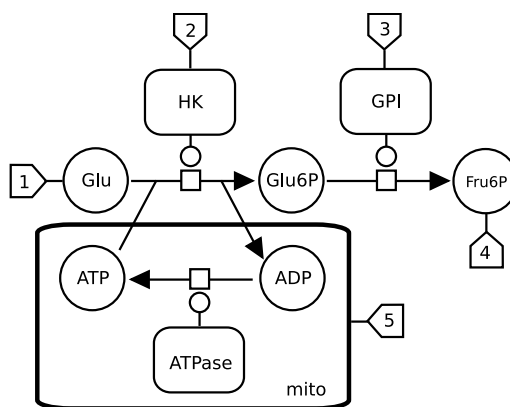 2
3
HK
GPI
1
Glu
Glu6P
Fru6P
4
ATP
ADP
5
ATPase
mito